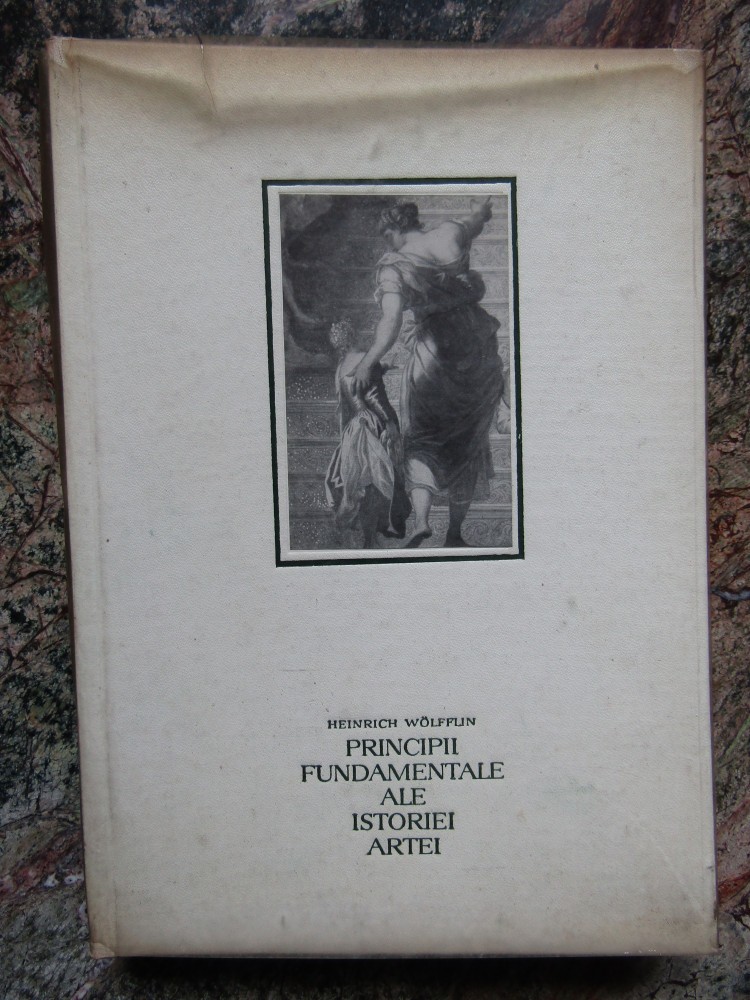 HEINRICH WÖLFFLIN
PRINCIPII
FUNDAMENTALE
ALE
ISTORIEI
ARTEI